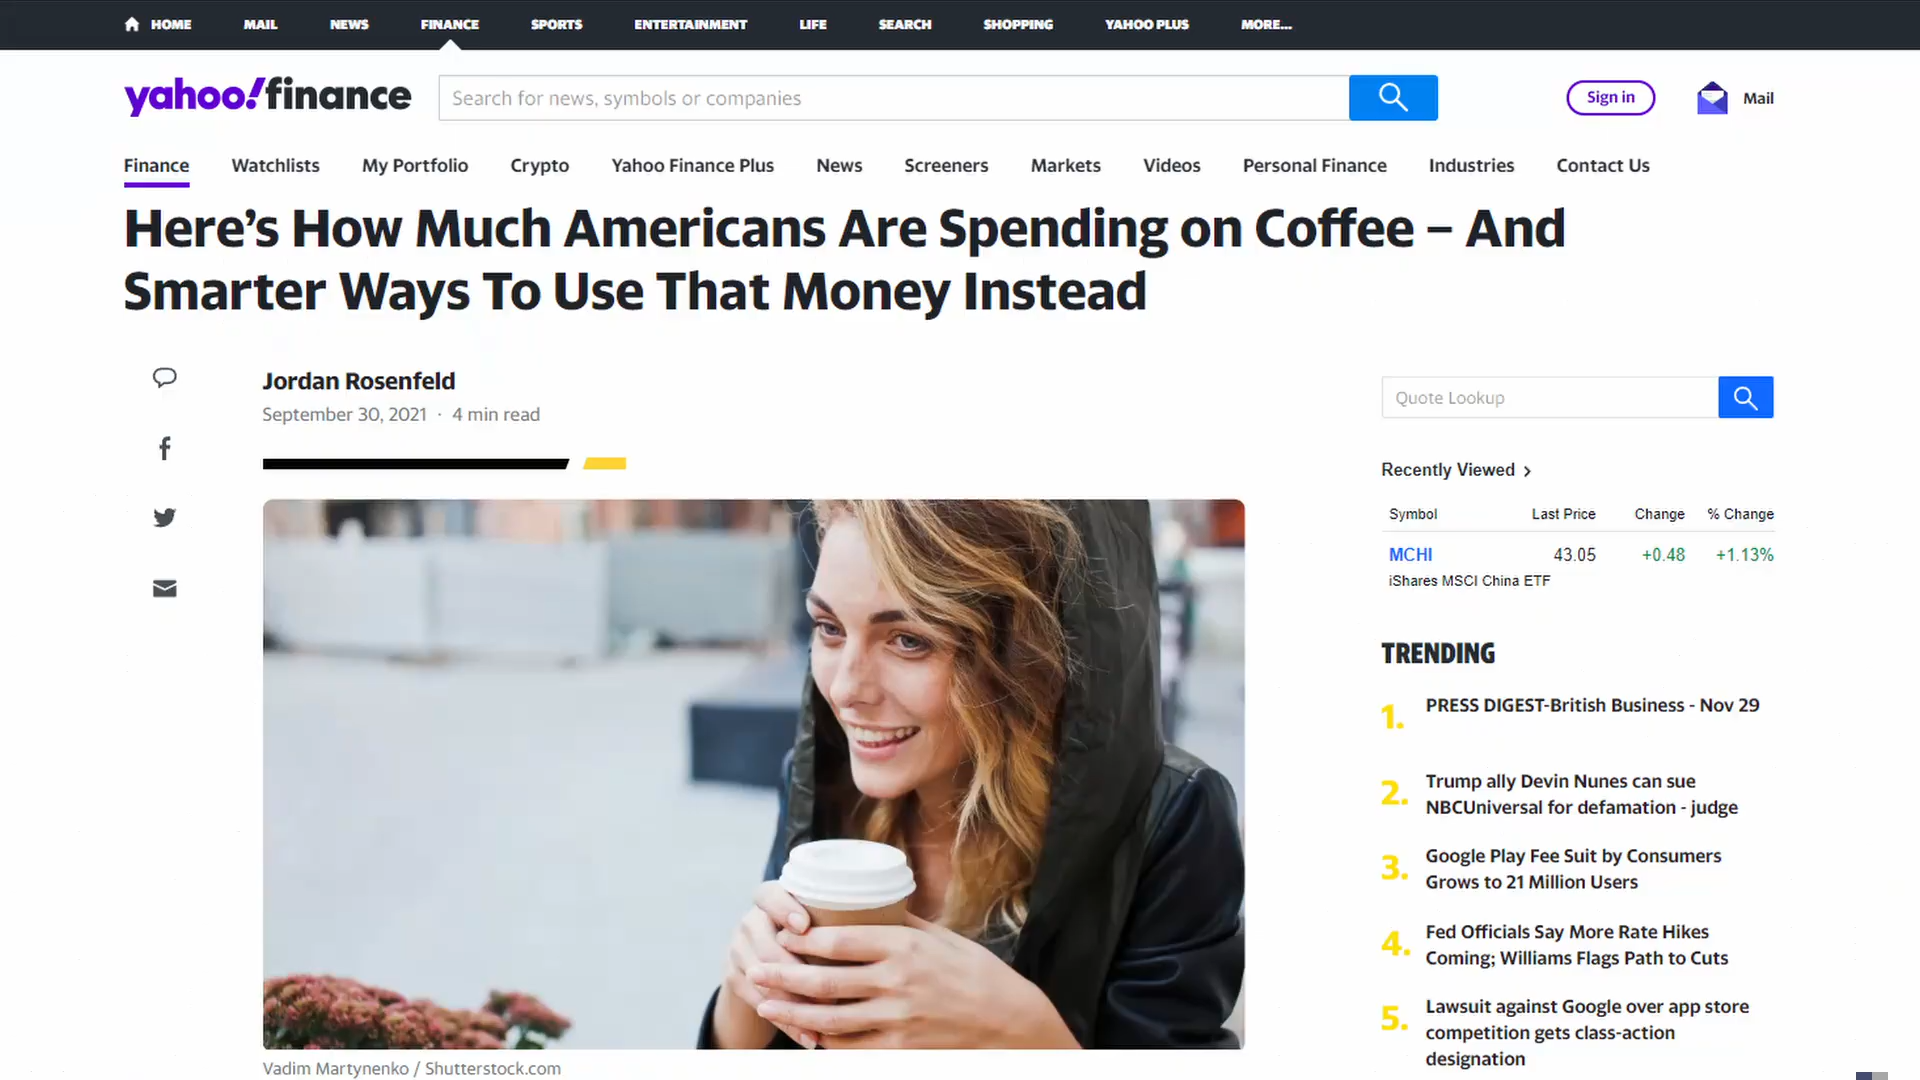 HOME MAIL NEWS FINANCE SPORTS ENTERTAINMENT LIFE SEARCH SHOPPING YAHOO PLUS MORE...
yahoo!finance
Search for news, symbols or companies
Sign in
Mail
Finance Watchlists My Portfolio Crypto Yahoo Finance Plus News Screeners Markets Videos Personal Finance Industries Contact Us
Here’s How Much Americans Are Spending on Coffee – And
Smarter Ways To Use That Money Instead
Jordan Rosenfeld
September 30, 2021 · 4 min read
Vadim Martynenko / Shutterstock.com
Quote Lookup
Recently Viewed
Symbol Last Price Change % Change
MCHI 43.05 +0.48 +1.13%
iShares MSCI China ETF
TRENDING
1. PRESS DIGEST-British Business - Nov 29
2. Trump ally Devin Nunes can sue
NBCUniversal for defamation - judge
3. Google Play Fee Suit by Consumers
Grows to 21 Million Users
4. Fed Officials Say More Rate Hikes
Coming; Williams Flags Path to Cuts
5. Lawsuit against Google over app store
competition gets class-action
designation